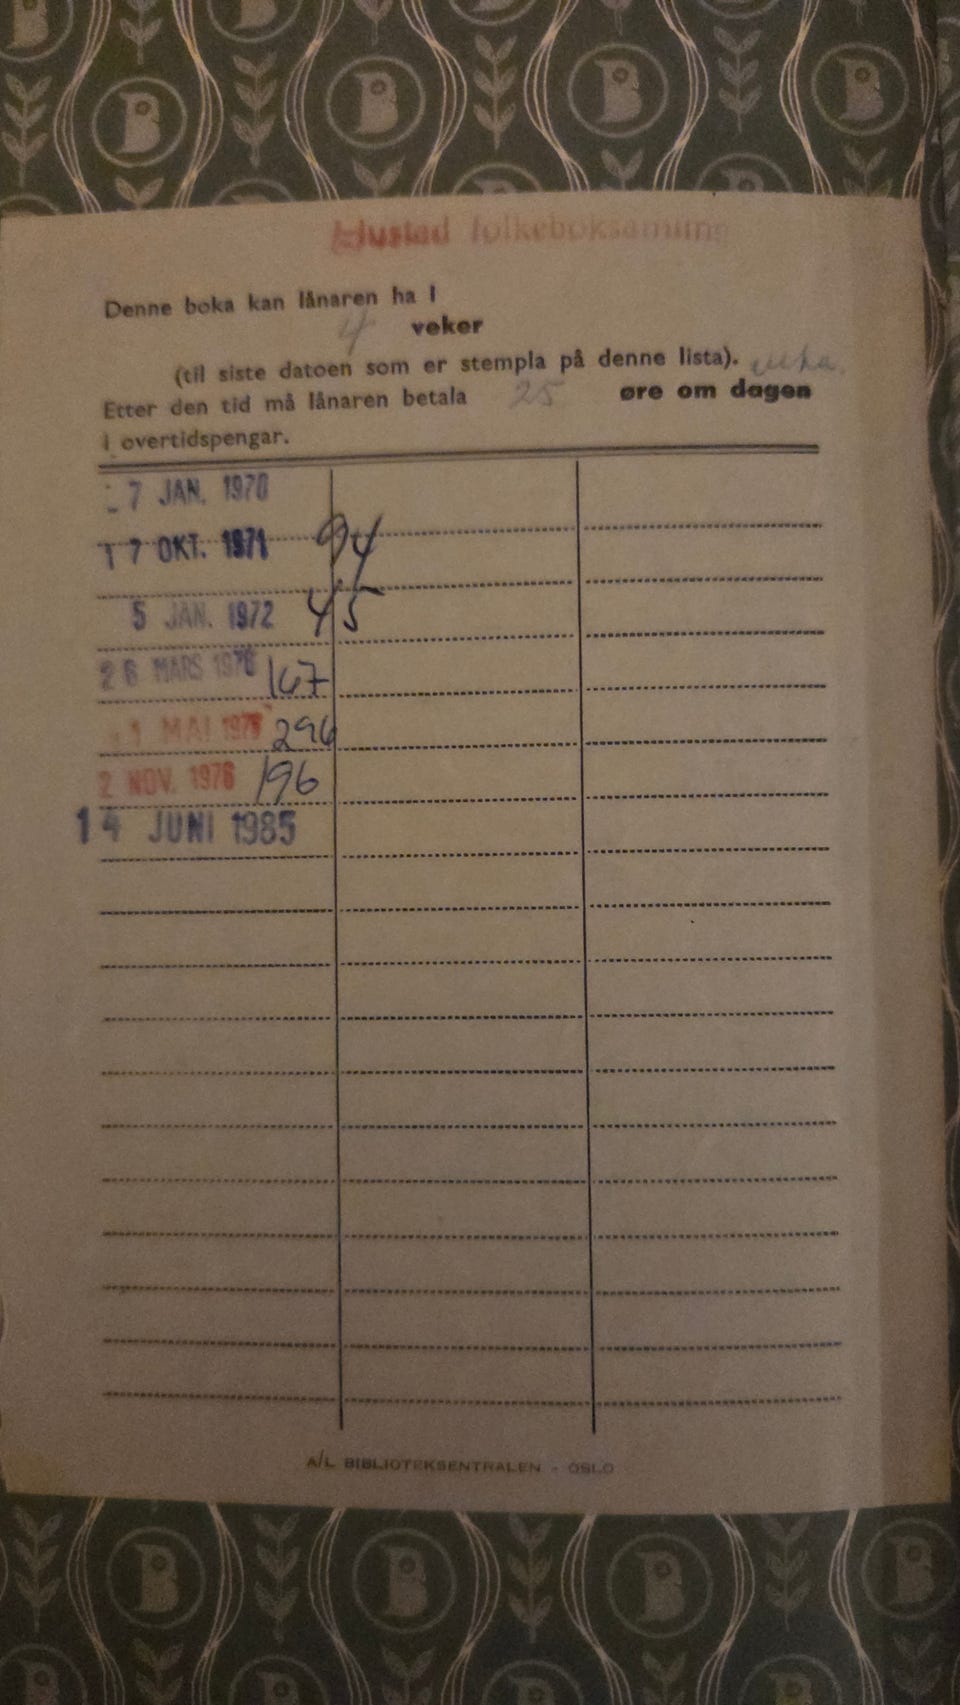 Hustad folkeboksamling
Denne boka kan lånaren ha i
4 veker
(til siste datoen som er stempla på denne lista). veka.
Etter den tid må lånaren betala 25 øre om dagen
i overtidspengar.
7 JAN. 1970
17 OKT. 1971 94
5 JAN. 1972 45
26 MARS 1976 167
1 MAI 1976 296
2 NOV. 1976 196
14 JUNI 1985
A/L BIBLIOTEKSENTRALEN - OSLO